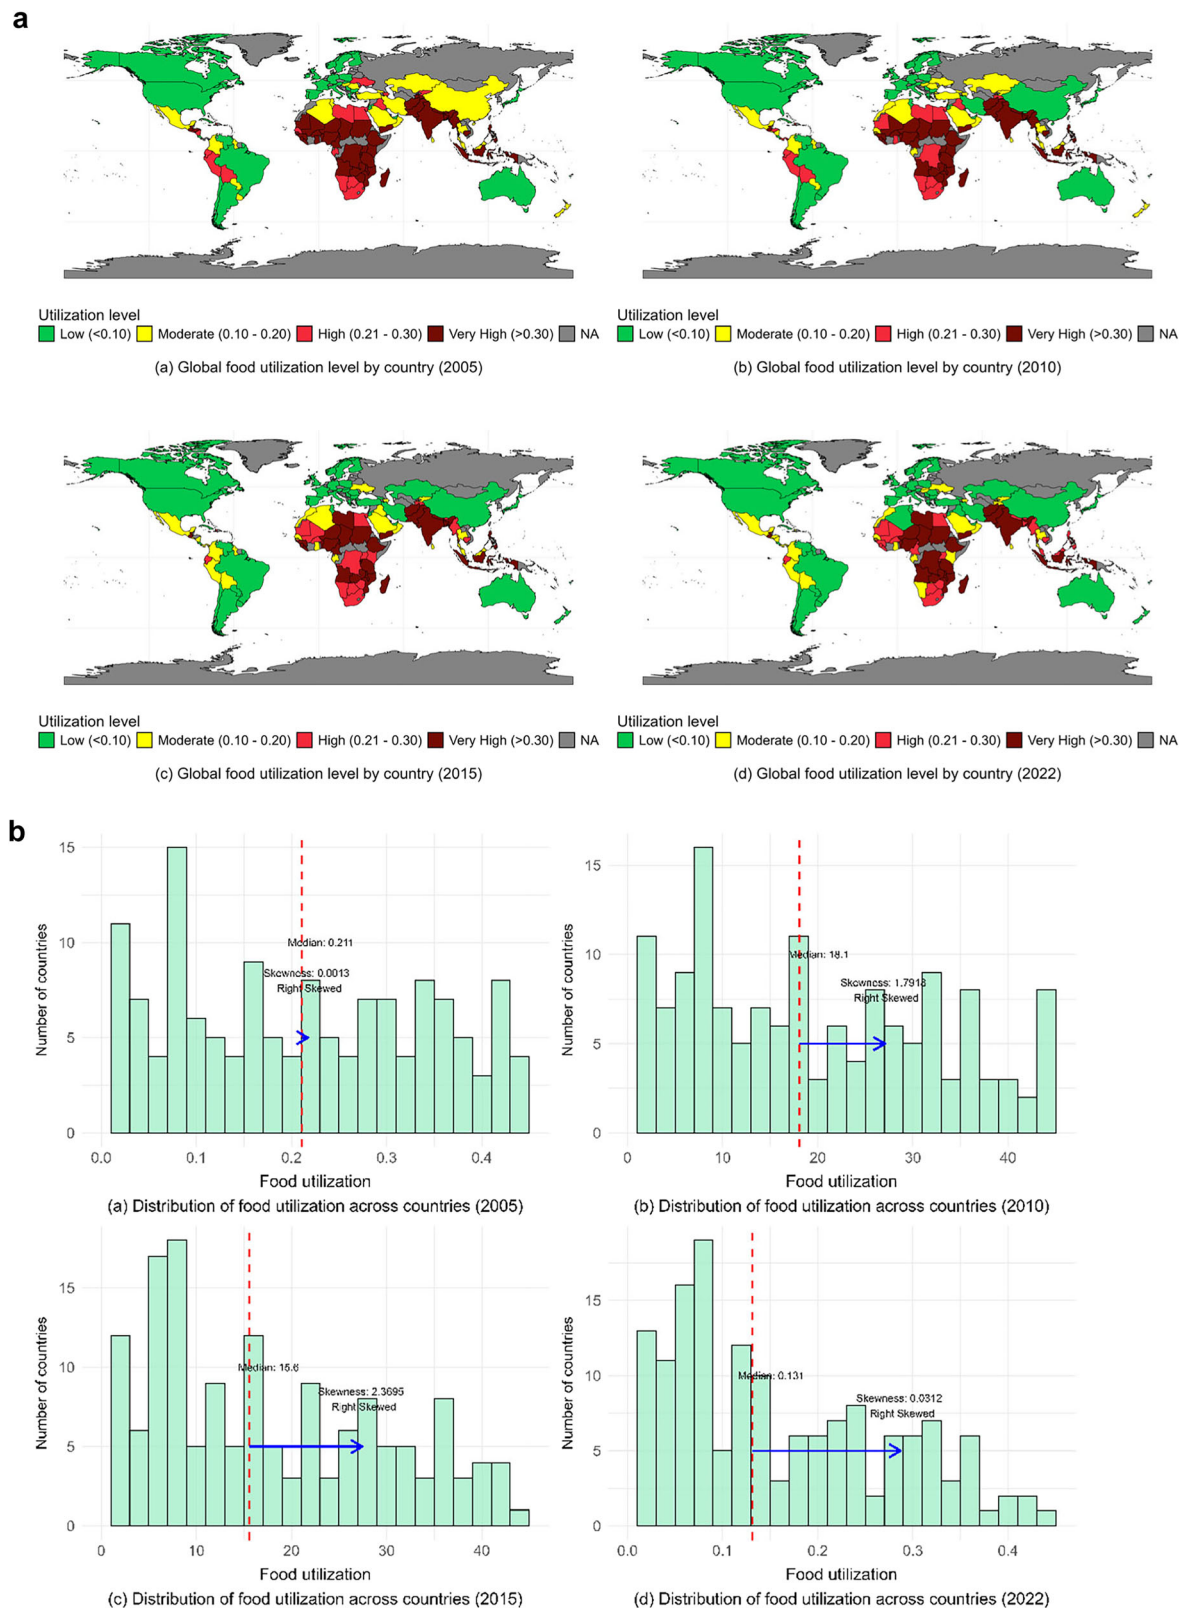 a
Utilization level
Low (<0.10) Moderate (0.10 - 0.20) High (0.21 - 0.30) Very High (>0.30) NA
(a) Global food utilization level by country (2005)
Utilization level
Low (<0.10) Moderate (0.10 - 0.20) High (0.21 - 0.30) Very High (>0.30) NA
(b) Global food utilization level by country (2010)
Utilization level
Low (<0.10) Moderate (0.10 - 0.20) High (0.21 - 0.30) Very High (>0.30) NA
(c) Global food utilization level by country (2015)
Utilization level
Low (<0.10) Moderate (0.10 - 0.20) High (0.21 - 0.30) Very High (>0.30) NA
(d) Global food utilization level by country (2022)
b
Number of countries
15
10
5
0
Median: 0.211
Skewness: 0.0013
Right Skewed
0.0 0.1 0.2 0.3 0.4
Food utilization
(a) Distribution of food utilization across countries (2005)
Number of countries
15
10
5
0
Median: 18.1
Skewness: 1.7918
Right Skewed
0 10 20 30 40
Food utilization
(b) Distribution of food utilization across countries (2010)
Number of countries
15
10
5
0
Median: 15.6
Skewness: 2.3695
Right Skewed
0 10 20 30 40
Food utilization
(c) Distribution of food utilization across countries (2015)
Number of countries
15
10
5
0
Median: 0.131
Skewness: 0.0312
Right Skewed
0.0 0.1 0.2 0.3 0.4
Food utilization
(d) Distribution of food utilization across countries (2022)